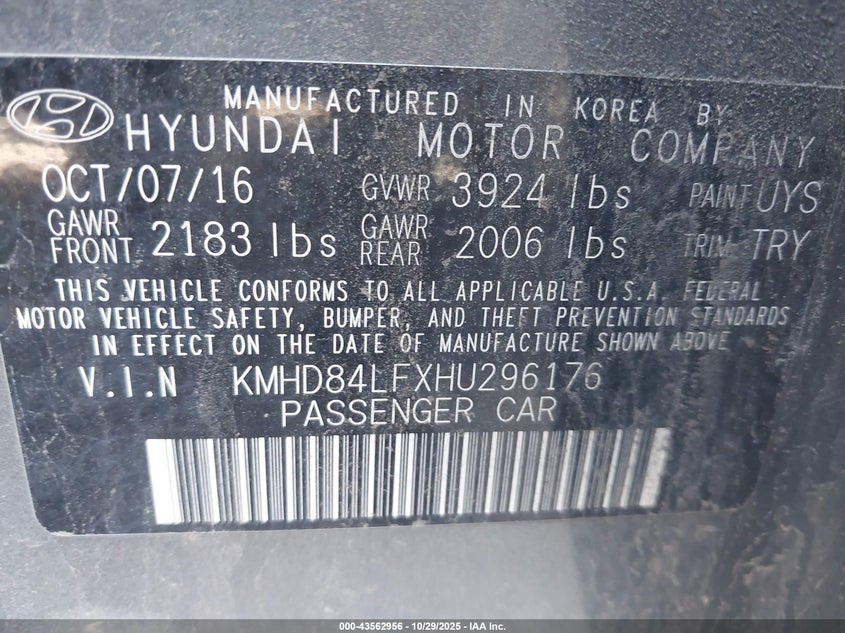 MANUFACTURED IN KOREA BY
HYUNDAI MOTOR COMPANY
OCT/07/16 GVWR 3924 lbs PAINT UYS
GAWR FRONT 2183 lbs GAWR REAR 2006 lbs TRIM TRY
THIS VEHICLE CONFORMS TO ALL APPLICABLE U.S.A. FEDERAL
MOTOR VEHICLE SAFETY, BUMPER, AND THEFT PREVENTION STANDARDS
IN EFFECT ON THE DATE OF MANUFACTURE SHOWN ABOVE
V.I.N KMHD84LFXHU296176
PASSENGER CAR
000-43562956 - 10/29/2025 - IAA Inc.